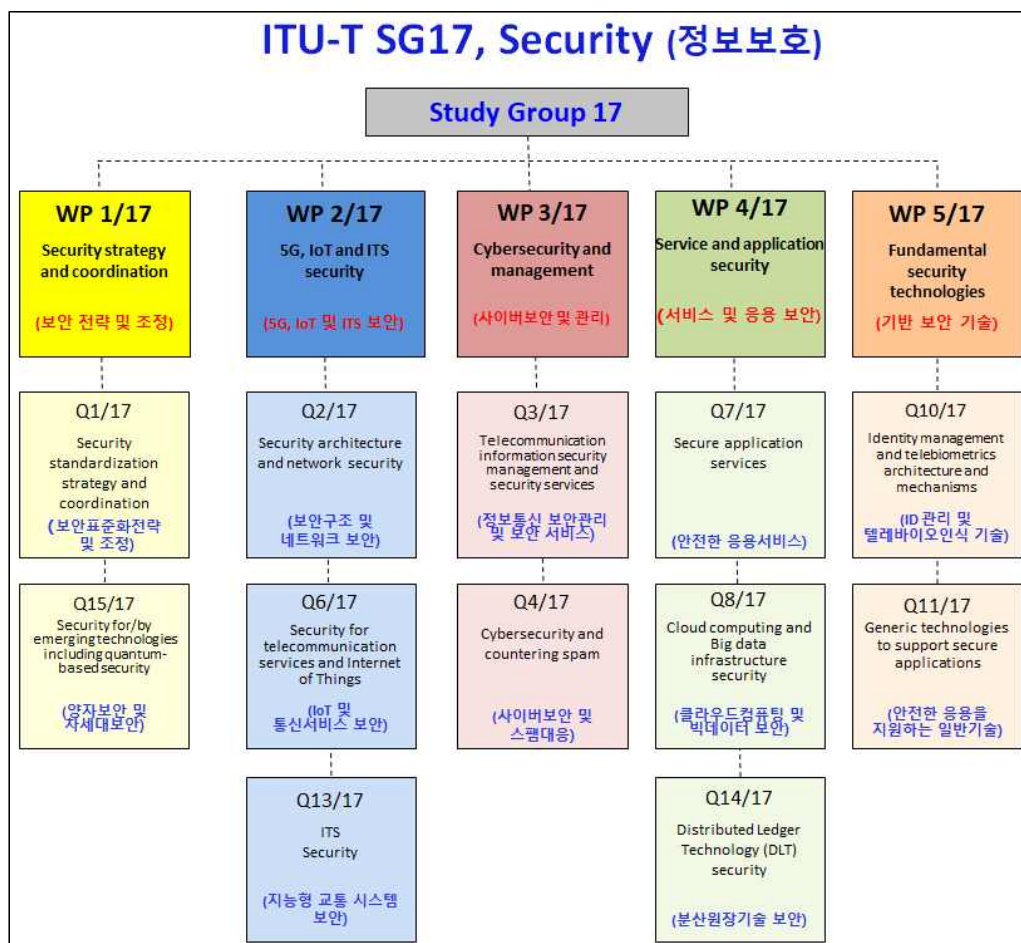 ITU-T SG17, Security (정보보호)
Study Group 17
WP 1/17
Security strategy
and coordination
(보안 전략 및 조정)
WP 2/17
5G, IoT and ITS
security
(5G, IoT 및 ITS 보안)
WP 3/17
Cybersecurity and
management
(사이버보안 및 관리)
WP 4/17
Service and application
security
(서비스 및 응용 보안)
WP 5/17
Fundamental
security
technologies
(기반 보안 기술)
Q1/17
Security
standardization
strategy and
coordination
(보안표준화전략
및 조정)
Q2/17
Security architecture
and network security
(보안구조 및
네트워크 보안)
Q3/17
Telecommunication
information security
management and
security services
(정보통신 보안관리
및 보안 서비스)
Q7/17
Secure application
services
(안전한 응용서비스)
Q10/17
Identity management
and telebiometrics
architecture and
mechanisms
(ID 관리 및
텔레바이오인식 기술)
Q15/17
Security for/by
emerging technologies
including quantum-
based security
(양자보안 및
차세대보안)
Q6/17
Security for
telecommunication
services and Internet
of Things
(IoT 및
통신서비스 보안)
Q4/17
Cybersecurity and
countering spam
(사이버보안 및
스팸대응)
Q8/17
Cloud computing and
Big data
infrastructure
security
(클라우드컴퓨팅 및
빅데이터 보안)
Q11/17
Generic technologies
to support secure
applications
(안전한 응용을
지원하는 일반기술)
Q13/17
ITS
Security
(지능형 교통 시스템
보안)
Q14/17
Distributed Ledger
Technology (DLT)
security
(분산원장기술 보안)